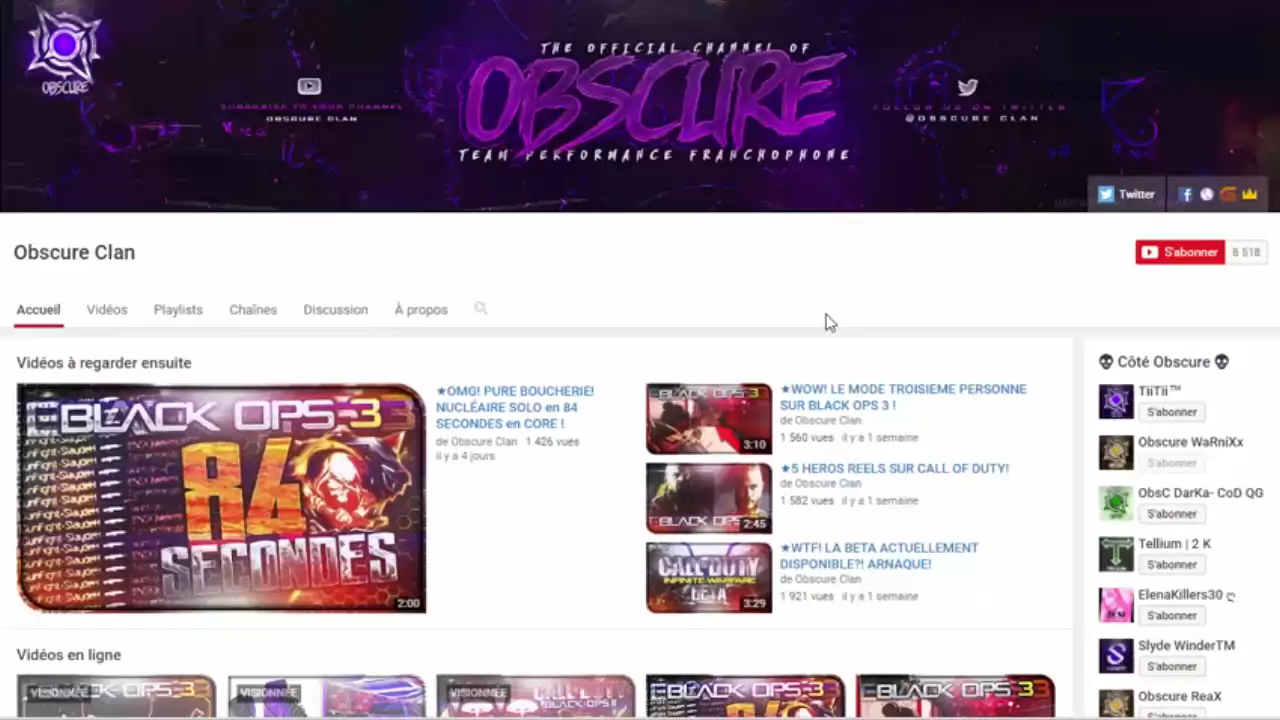 THE OFFICIAL CHANNEL OF
OBSCURE
TEAM PERFORMANCE FRANCHOPHONE
OBSCURE
SUBSCRIBE TO YOUR CHANNEL
OBSCURE CLAN
FOLLOW US ON TWITTER
@OBSCURE CLAN
Twitter
Obscure Clan
S'abonner 8 518
Accueil Vidéos Playlists Chaînes Discussion À propos
Vidéos à regarder ensuite
BLACK OPS 3
84
SECONDES
2:00
★OMG! PURE BOUCHERIE!
NUCLÉAIRE SOLO en 84
SECONDES en CORE !
de Obscure Clan 1 426 vues
il y a 4 jours
3:10
★WOW! LE MODE TROISIEME PERSONNE
SUR BLACK OPS 3 !
de Obscure Clan
1 560 vues il y a 1 semaine
BLACK OPS
2:45
★5 HEROS REELS SUR CALL OF DUTY!
de Obscure Clan
1 582 vues il y a 1 semaine
CALL OF DUTY
INFINITE WARFARE
BETA
3:29
★WTF! LA BETA ACTUELLEMENT
DISPONIBLE?! ARNAQUE!
de Obscure Clan
1 921 vues il y a 1 semaine
💀 Côté Obscure 💀
TiiTii™
S'abonner
Obscure WaRniXx
S'abonner
ObsC DarKa- CoD QG
S'abonner
Tellium | 2 K
S'abonner
ElenaKillers30 ღ
S'abonner
Slyde WinderTM
S'abonner
Obscure ReaX
S'abonner
Vidéos en ligne
VISIONNÉE
VISIONNÉE
VISIONNÉE
BLACK OPS 3
BLACK OPS 3